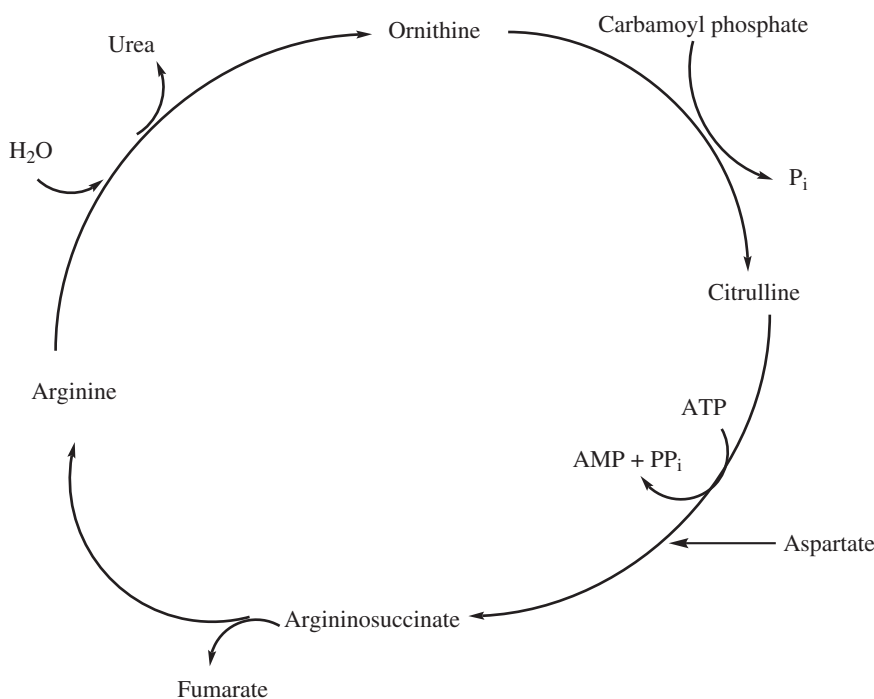 Ornithine
Carbamoyl phosphate
Urea
H₂O
Pᵢ
Citrulline
Arginine
ATP
AMP + PPᵢ
Aspartate
Argininosuccinate
Fumarate